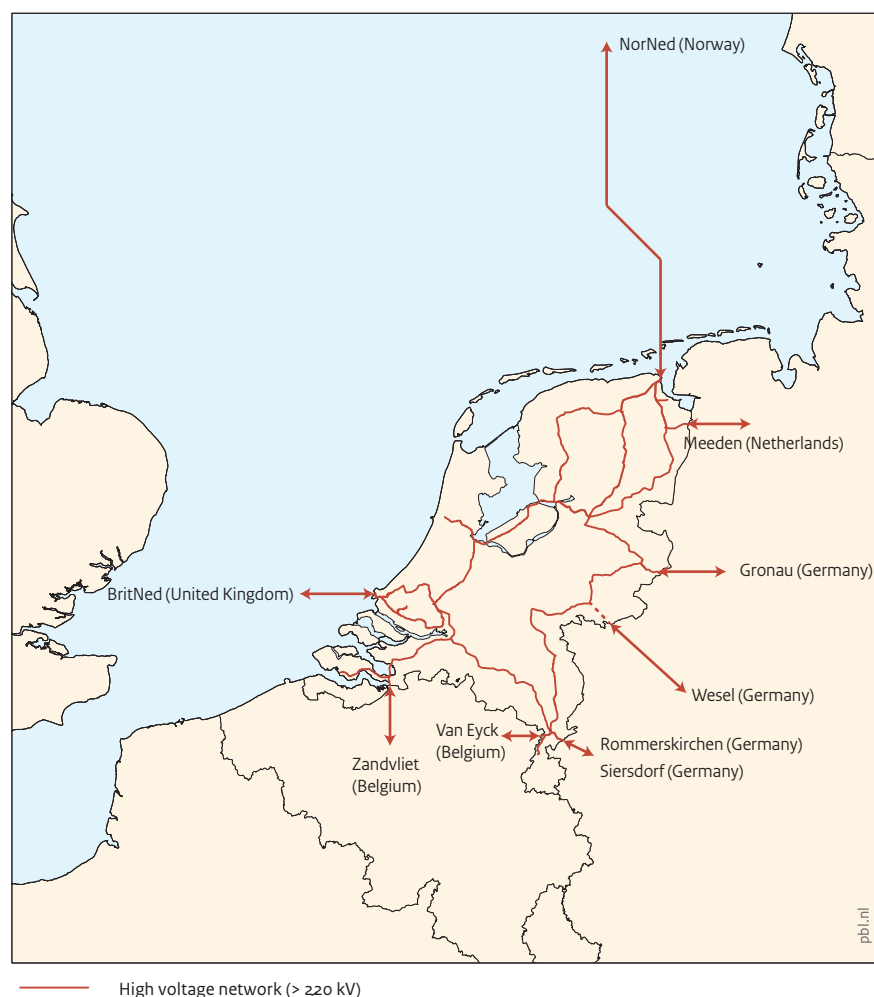 NorNed (Norway)
Meeden (Netherlands)
Gronau (Germany)
BritNed (United Kingdom)
Wesel (Germany)
Van Eyck
(Belgium)
Rommerskirchen (Germany)
Siersdorf (Germany)
Zandvliet
(Belgium)
pbl.nl
High voltage network (> 220 kV)